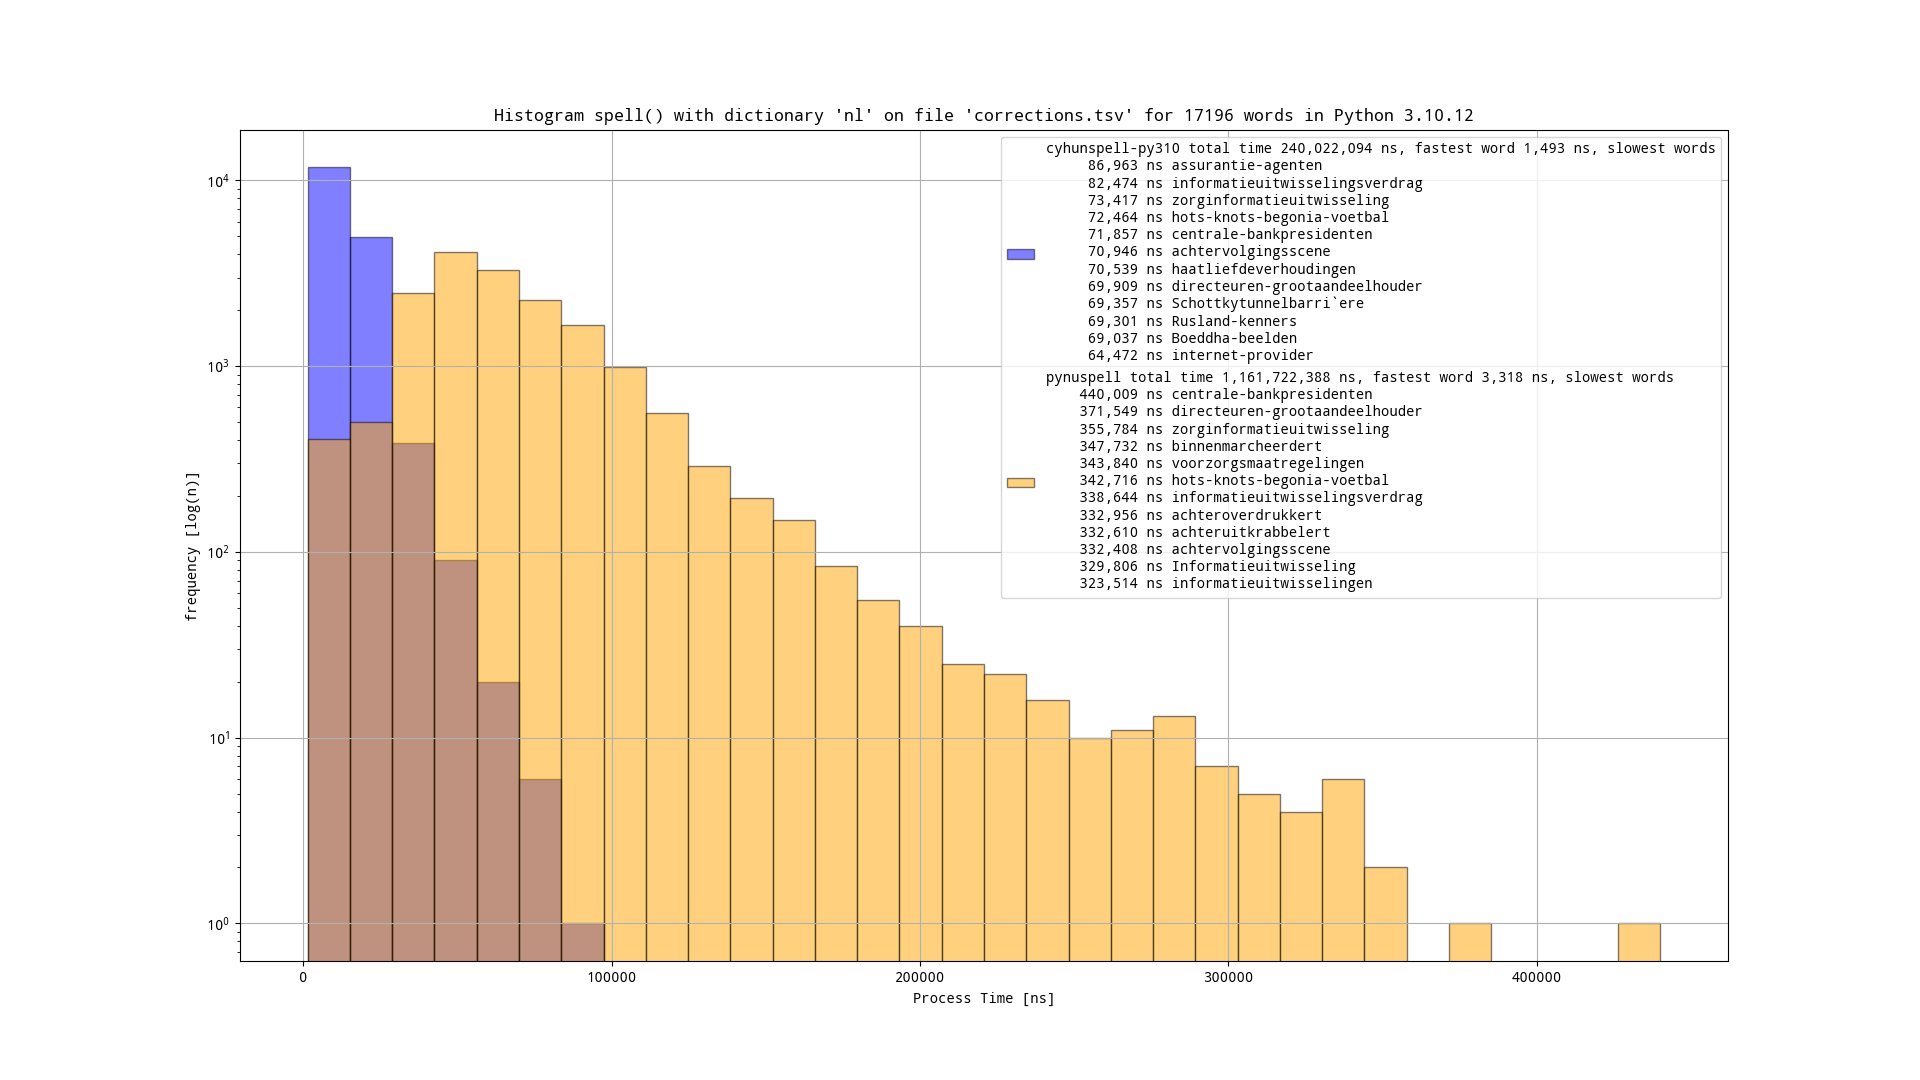 Histogram spell() with dictionary 'nl' on file 'corrections.tsv' for 17196 words in Python 3.10.12
cyhunspell-py310 total time 240,022,094 ns, fastest word 1,493 ns, slowest words
86,963 ns assurantie-agenten
82,474 ns informatieuitwisselingsverdrag
73,417 ns zorginformatieuitwisseling
72,464 ns hots-knots-begonia-voetbal
71,857 ns centrale-bankpresidenten
70,946 ns achtervolgingsscene
70,539 ns haatliefdeverhoudingen
69,909 ns directeuren-grootaandeelhouder
69,357 ns Schottkytunnelbarri`ere
69,301 ns Rusland-kenners
69,037 ns Boeddha-beelden
64,472 ns internet-provider
pynuspell total time 1,161,722,388 ns, fastest word 3,318 ns, slowest words
440,009 ns centrale-bankpresidenten
371,549 ns directeuren-grootaandeelhouder
355,784 ns zorginformatieuitwisseling
347,732 ns binnenmarcheerdert
343,840 ns voorzorgsmaatregelingen
342,716 ns hots-knots-begonia-voetbal
338,644 ns informatieuitwisselingsverdrag
332,956 ns achteroverdrukkert
332,610 ns achteruitkrabbelert
332,408 ns achtervolgingsscene
329,806 ns Informatieuitwisseling
323,514 ns informatieuitwisselingen
frequency [log(n)]
10⁴
10³
10²
10¹
10⁰
0 100000 200000 300000 400000
Process Time [ns]